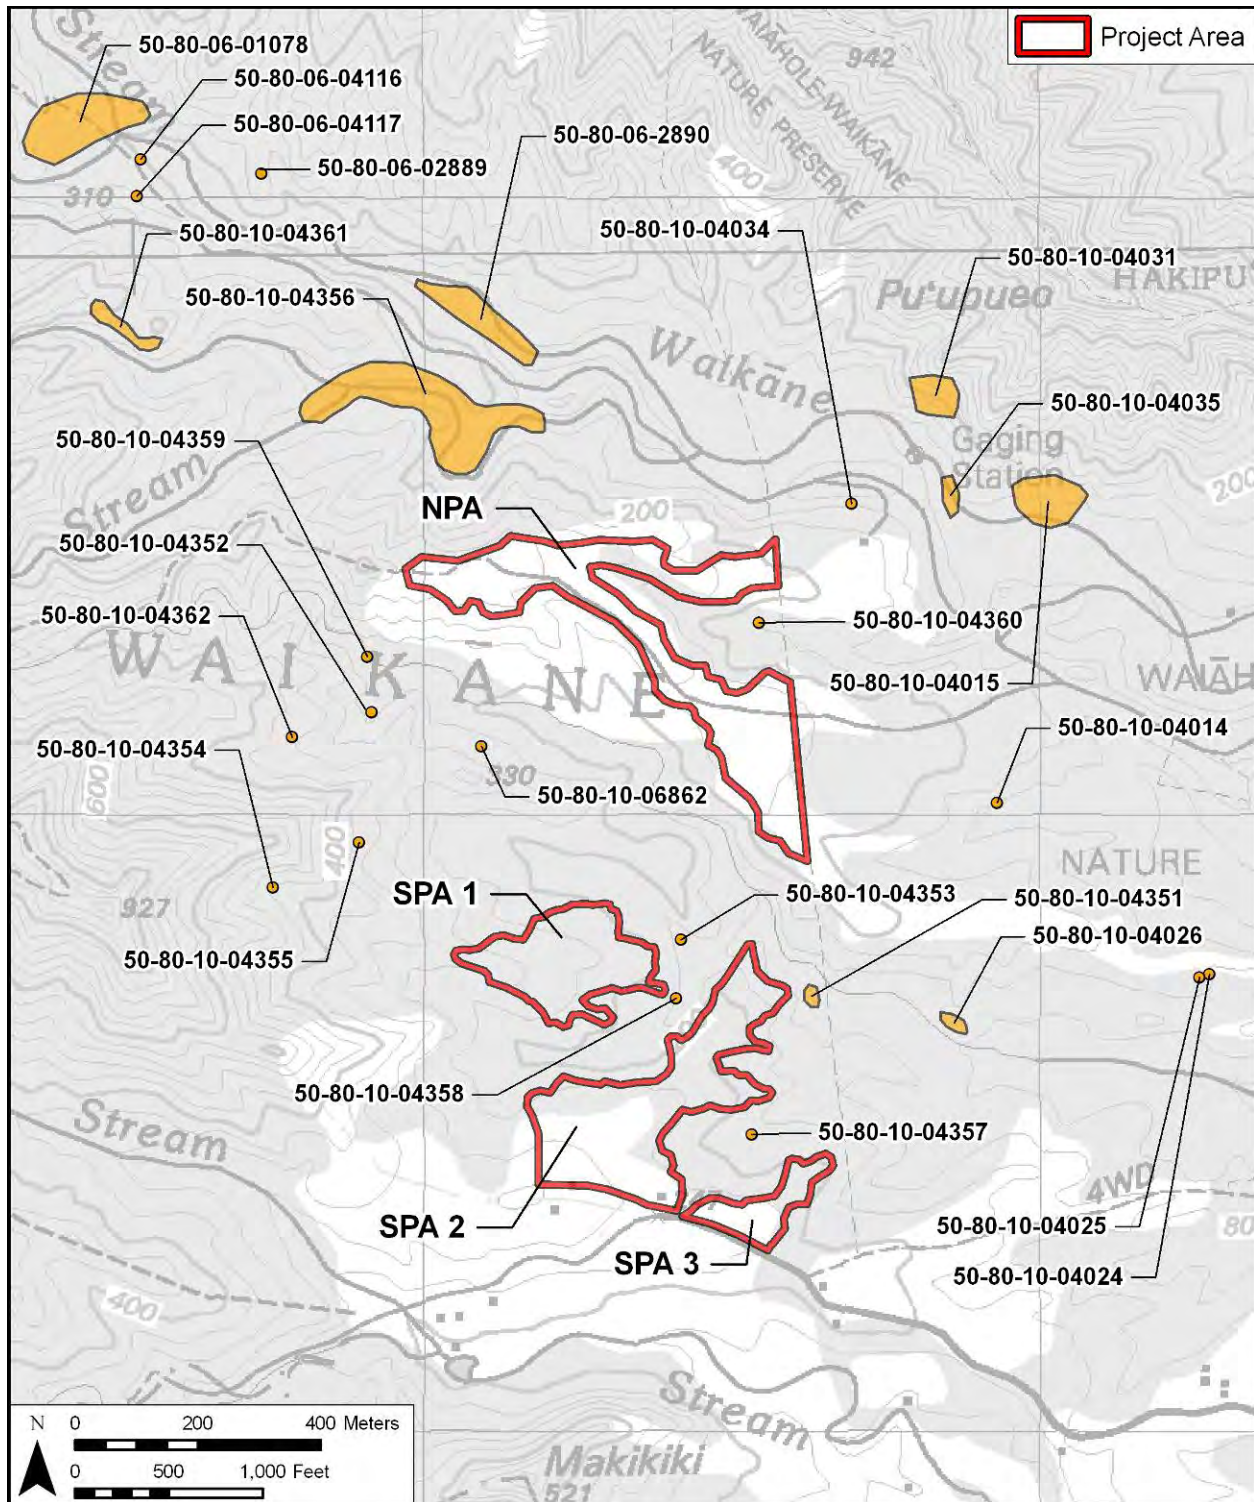 Project Area
50-80-06-01078
50-80-06-04116
50-80-06-04117
50-80-06-02889
50-80-06-2890
50-80-10-04034
50-80-10-04031
50-80-10-04361
50-80-10-04356
50-80-10-04035
50-80-10-04359
50-80-10-04352
50-80-10-04362
50-80-10-04354
50-80-10-04355
50-80-10-04360
50-80-10-04015
50-80-10-04014
50-80-10-06862
50-80-10-04353
50-80-10-04351
50-80-10-04026
50-80-10-04358
50-80-10-04357
50-80-10-04025
50-80-10-04024
NPA
SPA 1
SPA 2
SPA 3
Stream
WAIĀHOLE-WAIKĀNE
NATURE PRESERVE
942
400
310
Pu'upueo
HAKIPU'
Waikāne
Stream
Gaging
Station
200
200
WAIKANE
WAIĀH
330
600
400
927
NATURE
Stream
4WD
80
400
Stream
Makikiki
521
N
0 200 400 Meters
0 500 1,000 Feet